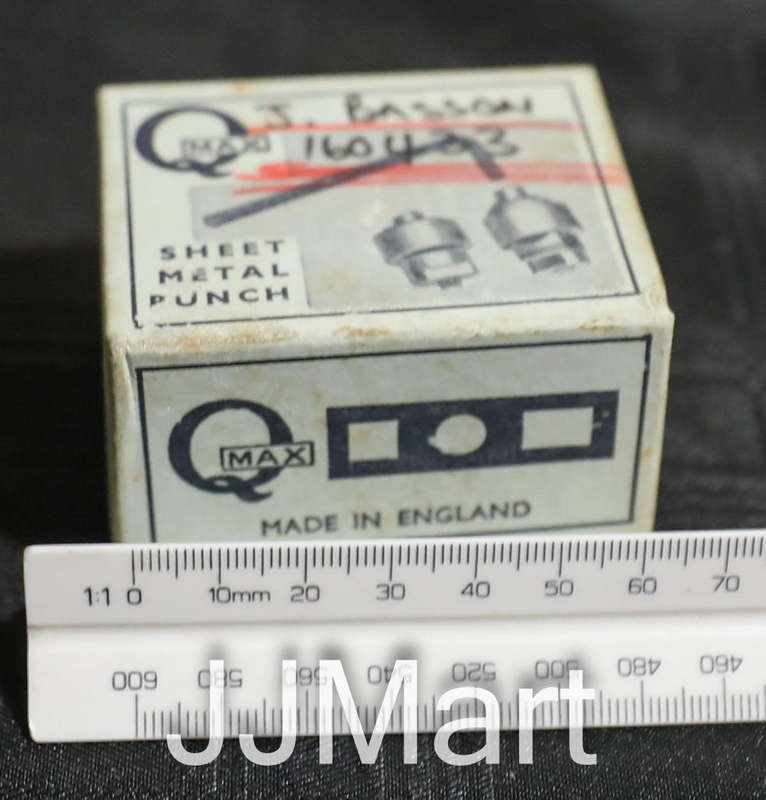 Q MAX
J. BASSON
160423
SHEET
METAL
PUNCH
Q MAX
MADE IN ENGLAND
1:1 0 10mm 20 30 40 50 60 70
600 580 560 540 520 500 480 460
JJMart